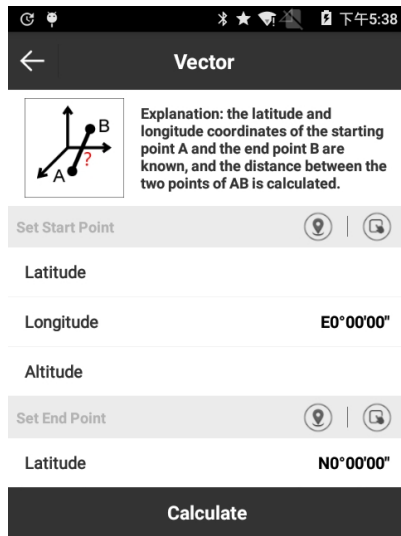 下午5:38
Vector
B
?
A
Explanation: the latitude and
longitude coordinates of the starting
point A and the end point B are
known, and the distance between the
two points of AB is calculated.
Set Start Point
Latitude
Longitude E0°00'00"
Altitude
Set End Point
Latitude N0°00'00"
Calculate